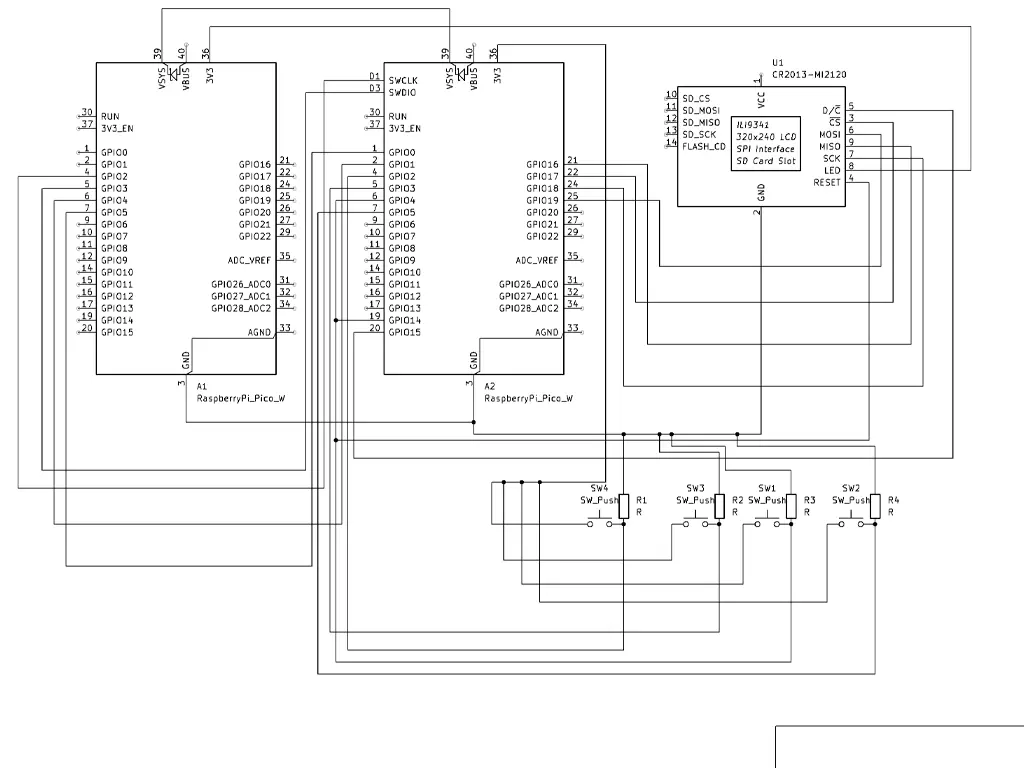 39
40
36
VSYS
VBUS
3V3
30 RUN
37 3V3_EN
1 GPIO0
2 GPIO1
4 GPIO2
5 GPIO3
6 GPIO4
7 GPIO5
9 GPIO6
10 GPIO7
11 GPIO8
12 GPIO9
14 GPIO10
15 GPIO11
16 GPIO12
17 GPIO13
19 GPIO14
20 GPIO15
GPIO16 21
GPIO17 22
GPIO18 24
GPIO19 25
GPIO20 26
GPIO21 27
GPIO22 29
ADC_VREF 35
GPIO26_ADC0 31
GPIO27_ADC1 32
GPIO28_ADC2 34
AGND 33
GND
3
A1
RaspberryPi_Pico_W
39
40
36
VSYS
VBUS
3V3
D1 SWCLK
D3 SWDIO
30 RUN
37 3V3_EN
1 GPIO0
2 GPIO1
4 GPIO2
5 GPIO3
6 GPIO4
7 GPIO5
9 GPIO6
10 GPIO7
11 GPIO8
12 GPIO9
14 GPIO10
15 GPIO11
16 GPIO12
17 GPIO13
19 GPIO14
20 GPIO15
GPIO16 21
GPIO17 22
GPIO18 24
GPIO19 25
GPIO20 26
GPIO21 27
GPIO22 29
ADC_VREF 35
GPIO26_ADC0 31
GPIO27_ADC1 32
GPIO28_ADC2 34
AGND 33
GND
3
A2
RaspberryPi_Pico_W
U1
CR2013-MI2120
1
VCC
10 SD_CS
11 SD_MOSI
12 SD_MISO
13 SD_SCK
14 FLASH_CD
ILI9341
320x240 LCD
SPI Interface
SD Card Slot
D/C 5
CS 3
MOSI 6
MISO 9
SCK 7
LED 8
RESET 4
GND
2
SW4
SW_Push
R1
R
SW3
SW_Push
R2
R
SW1
SW_Push
R3
R
SW2
SW_Push
R4
R